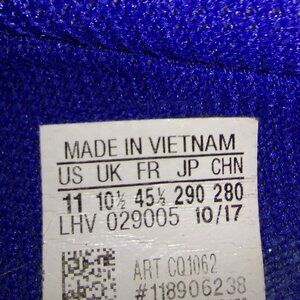 MADE IN VIETNAM
US UK FR JP CHN
11 10½ 45⅓ 290 280
LHV 029005 10/17
ART CQ1062
#118906238